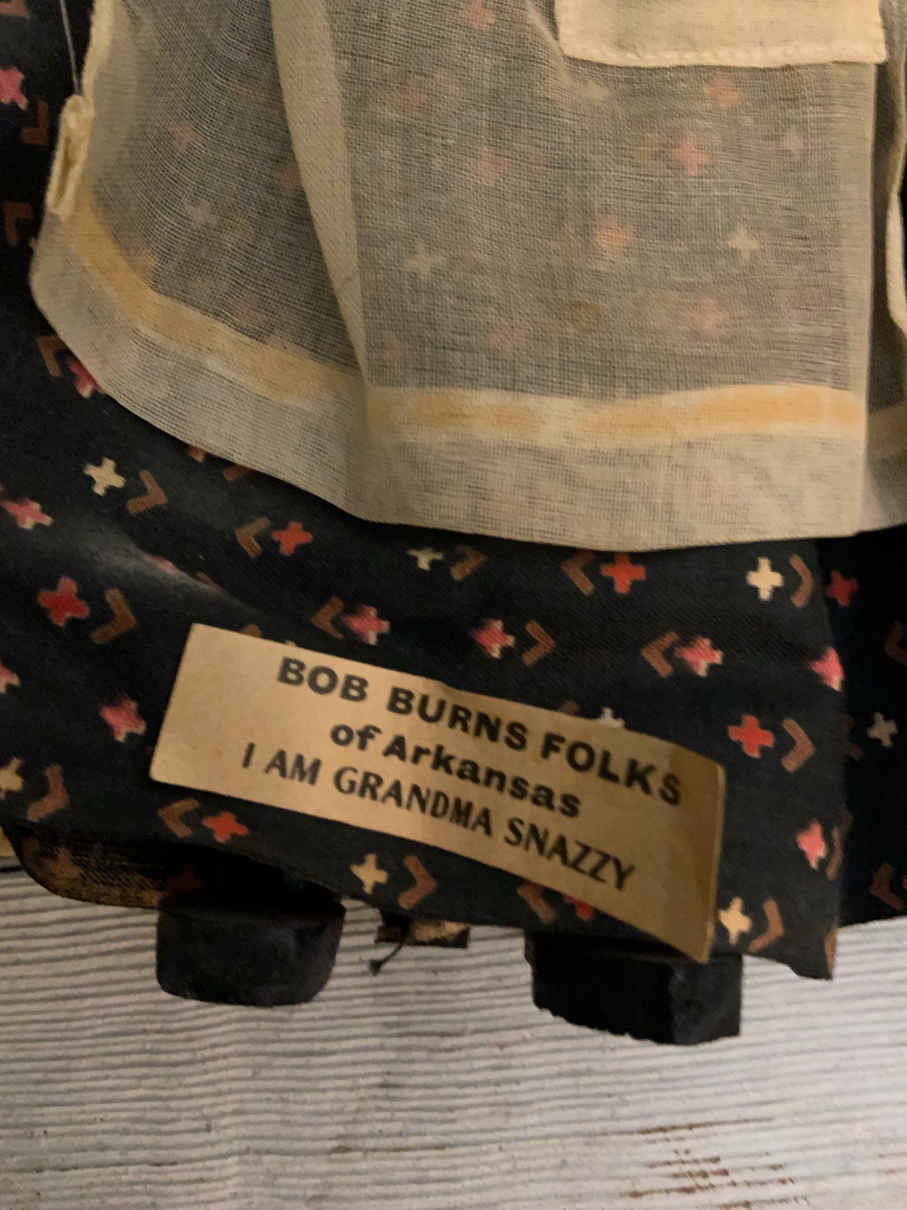 BOB BURNS FOLKS
of Arkansas
I AM GRANDMA SNAZZY